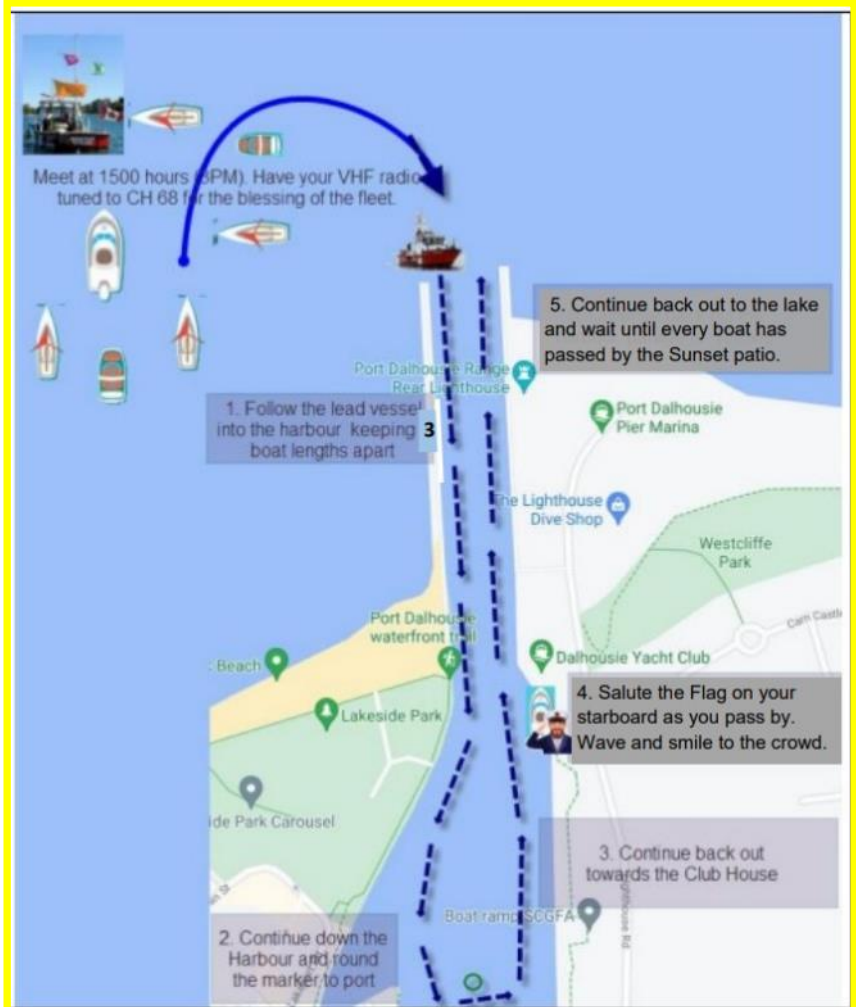 Meet at 1500 hours (3PM). Have your VHF radio
tuned to CH 68 for the blessing of the fleet.
5. Continue back out to the lake
and wait until every boat has
passed by the Sunset patio.
Port Dalhousie Range
Rear Lighthouse
1. Follow the lead vessel
into the harbour keeping 3
boat lengths apart
Port Dalhousie
Pier Marina
The Lighthouse
Dive Shop
Westcliffe
Park
Port Dalhousie
waterfront trail
Beach
Dalhousie Yacht Club
Lakeside Park
4. Salute the Flag on your
starboard as you pass by.
Wave and smile to the crowd.
ide Park Carousel
3. Continue back out
towards the Club House
Boat ramp SCGFA
2. Continue down the
Harbour and round
the marker to port